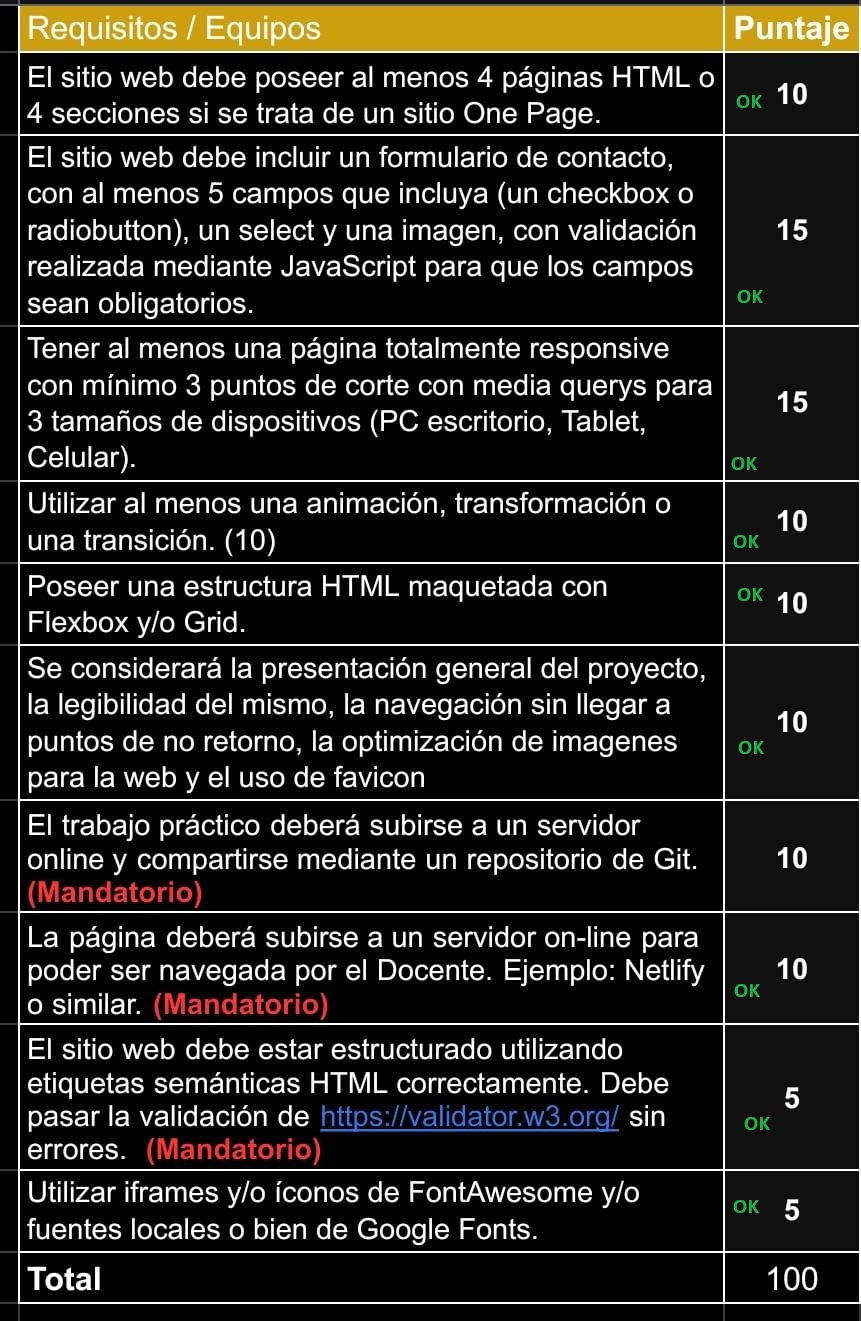 Requisitos / Equipos Puntaje
El sitio web debe poseer al menos 4 páginas HTML o
4 secciones si se trata de un sitio One Page.
OK 10
El sitio web debe incluir un formulario de contacto,
con al menos 5 campos que incluya (un checkbox o
radiobutton), un select y una imagen, con validación
realizada mediante JavaScript para que los campos
sean obligatorios.
15
OK
Tener al menos una página totalmente responsive
con mínimo 3 puntos de corte con media querys para
3 tamaños de dispositivos (PC escritorio, Tablet,
Celular).
15
OK
Utilizar al menos una animación, transformación o
una transición. (10)
10
OK
Poseer una estructura HTML maquetada con
Flexbox y/o Grid.
OK 10
Se considerará la presentación general del proyecto,
la legibilidad del mismo, la navegación sin llegar a
puntos de no retorno, la optimización de imagenes
para la web y el uso de favicon
10
OK
El trabajo práctico deberá subirse a un servidor
online y compartirse mediante un repositorio de Git.
(Mandatorio)
10
La página deberá subirse a un servidor on-line para
poder ser navegada por el Docente. Ejemplo: Netlify
o similar. (Mandatorio)
10
OK
El sitio web debe estar estructurado utilizando
etiquetas semánticas HTML correctamente. Debe
pasar la validación de https://validator.w3.org/ sin
errores. (Mandatorio)
5
OK
Utilizar iframes y/o íconos de FontAwesome y/o
fuentes locales o bien de Google Fonts.
OK 5
Total 100